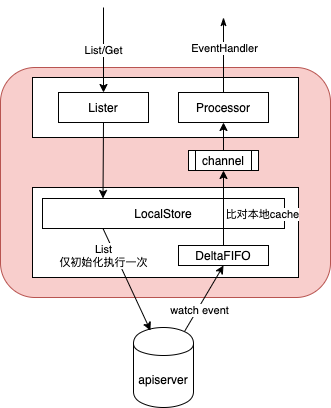 List/Get
EventHandler
Lister
Processor
channel
LocalStore
比对本地cache
List
仅初始化执行一次
DeltaFIFO
watch event
apiserver